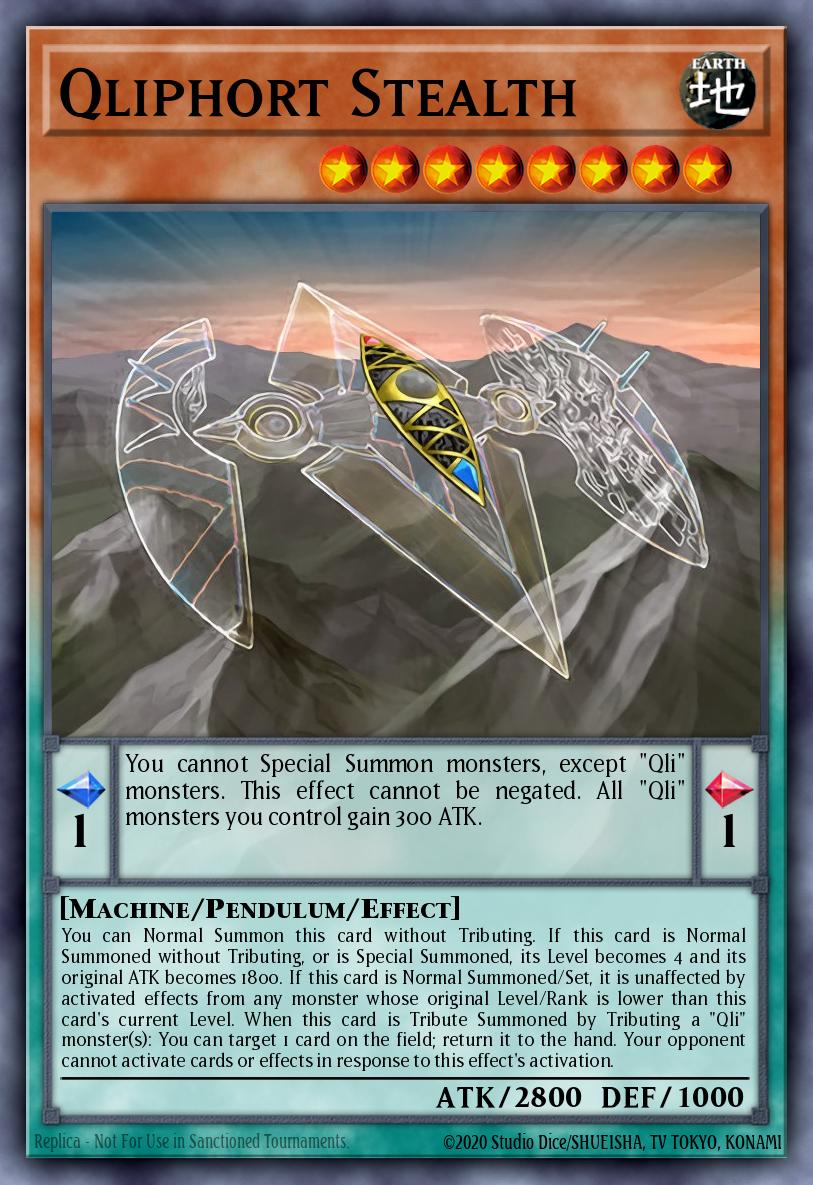 Qliphort Stealth
EARTH
地
You cannot Special Summon monsters, except "Qli"
monsters. This effect cannot be negated. All "Qli"
monsters you control gain 300 ATK.
1
1
[Machine/Pendulum/Effect]
You can Normal Summon this card without Tributing. If this card is Normal
Summoned without Tributing, or is Special Summoned, its Level becomes 4 and its
original ATK becomes 1800. If this card is Normal Summoned/Set, it is unaffected by
activated effects from any monster whose original Level/Rank is lower than this
card's current Level. When this card is Tribute Summoned by Tributing a "Qli"
monster(s): You can target 1 card on the field; return it to the hand. Your opponent
cannot activate cards or effects in response to this effect's activation.
ATK/2800 DEF/1000
Replica - Not For Use in Sanctioned Tournaments.
©2020 Studio Dice/SHUEISHA, TV TOKYO, KONAMI